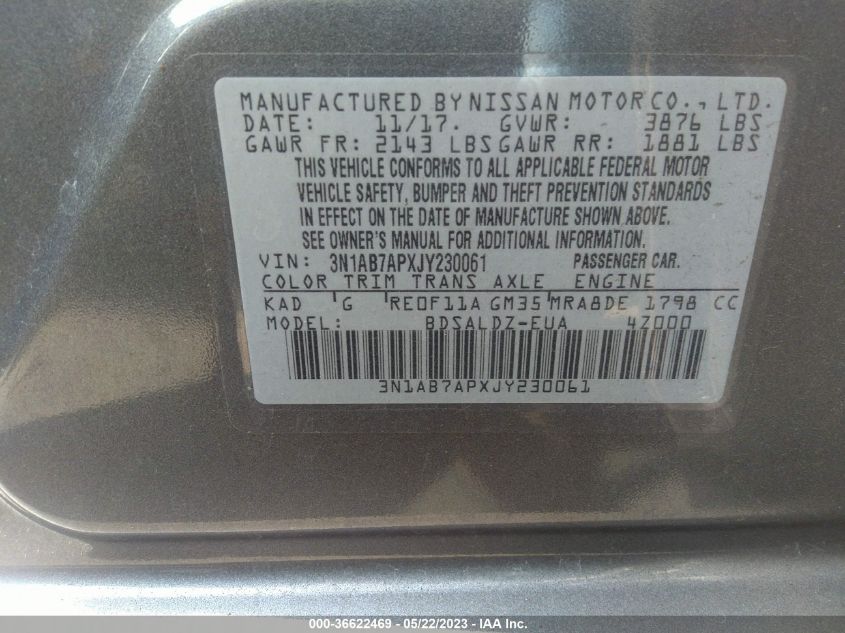 MANUFACTURED BY NISSAN MOTOR CO., LTD.
DATE: 11/17. GVWR: 3876 LBS
GAWR FR: 2143 LBS GAWR RR: 1881 LBS
THIS VEHICLE CONFORMS TO ALL APPLICABLE FEDERAL MOTOR
VEHICLE SAFETY, BUMPER AND THEFT PREVENTION STANDARDS
IN EFFECT ON THE DATE OF MANUFACTURE SHOWN ABOVE.
SEE OWNER'S MANUAL FOR ADDITIONAL INFORMATION.
VIN: 3N1AB7APXJY230061 PASSENGER CAR.
COLOR TRIM TRANS AXLE ENGINE
KAD 'G 'RE0F11A GM35 'MRA8DE 1798 CC
MODEL: BDSALDZ-EUA 4Z000
3N1AB7APXJY230061
000-36622469 - 05/22/2023 - IAA Inc.